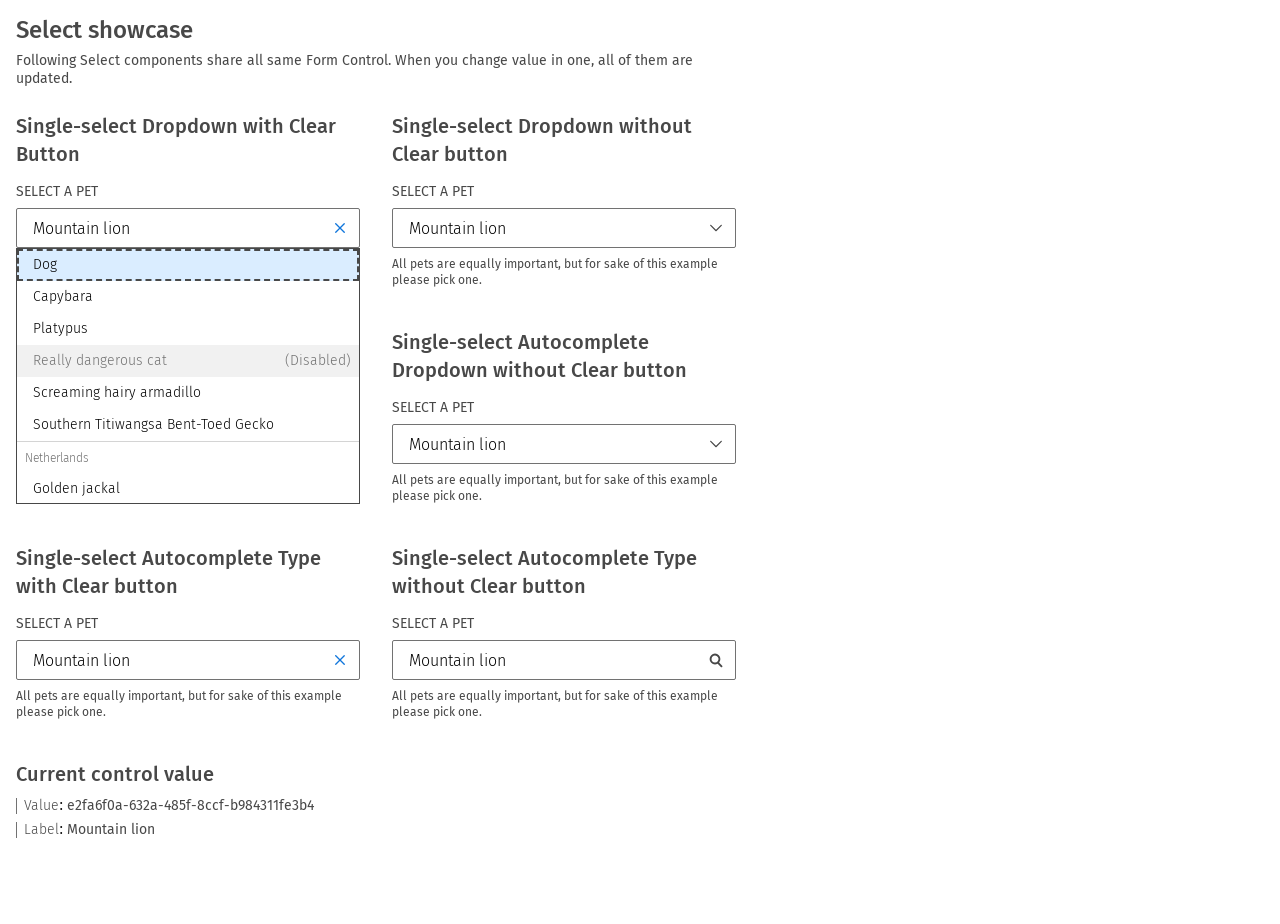 Select showcase
Following Select components share all same Form Control. When you change value in one, all of them are
updated.
Single-select Dropdown with Clear
Button
SELECT A PET
Mountain lion
Dog
Capybara
Platypus
Really dangerous cat (Disabled)
Screaming hairy armadillo
Southern Titiwangsa Bent-Toed Gecko
Netherlands
Golden jackal
Single-select Dropdown without
Clear button
SELECT A PET
Mountain lion
All pets are equally important, but for sake of this example
please pick one.
Single-select Autocomplete
Dropdown without Clear button
SELECT A PET
Mountain lion
All pets are equally important, but for sake of this example
please pick one.
Single-select Autocomplete Type
with Clear button
SELECT A PET
Mountain lion
All pets are equally important, but for sake of this example
please pick one.
Single-select Autocomplete Type
without Clear button
SELECT A PET
Mountain lion
All pets are equally important, but for sake of this example
please pick one.
Current control value
Value: e2fa6f0a-632a-485f-8ccf-b984311fe3b4
Label: Mountain lion